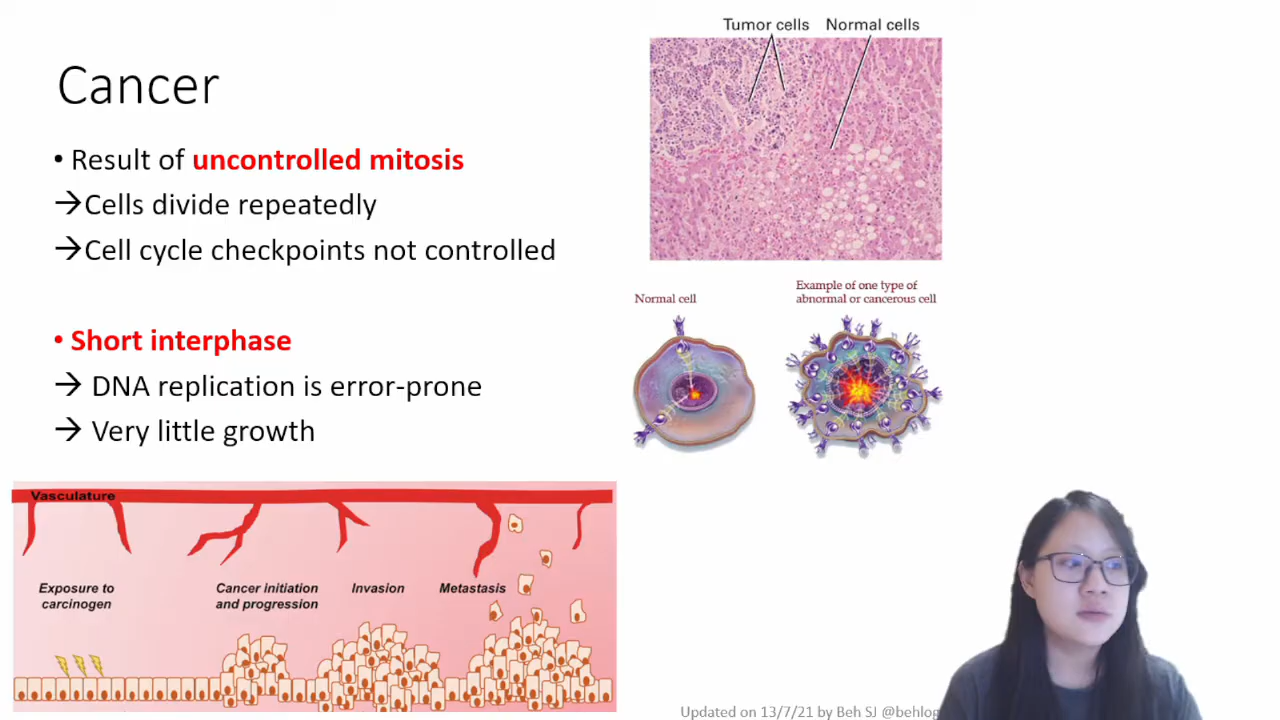 Cancer
• Result of uncontrolled mitosis
→Cells divide repeatedly
→Cell cycle checkpoints not controlled
• Short interphase
→ DNA replication is error-prone
→ Very little growth
Tumor cells Normal cells
Normal cell
Example of one type of
abnormal or cancerous cell
Vasculature
Exposure to
carcinogen
Cancer initiation
and progression
Invasion
Metastasis
Updated on 13/7/21 by Beh SJ